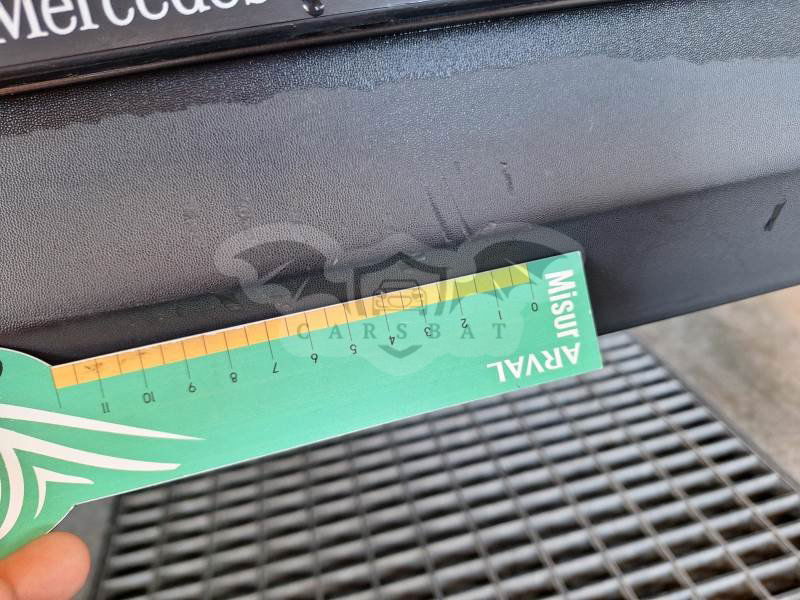 Mercedes
CARSBAT
Misur
ARVAL
0 1 2 3 4 5 6 7 8 9 10 11